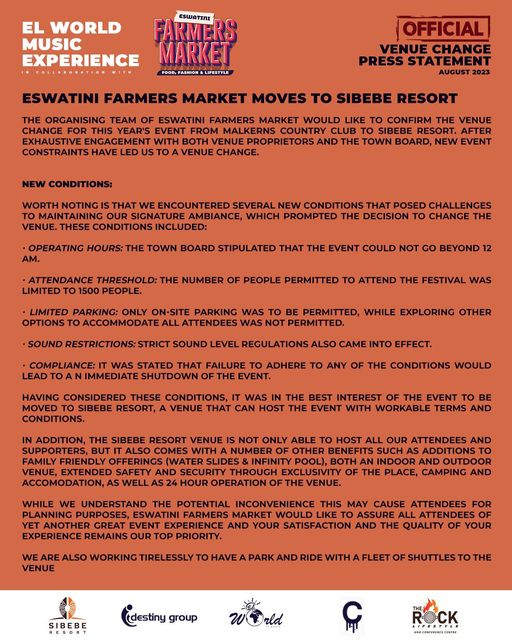 EL WORLD
MUSIC
EXPERIENCE
IN COLLABORATION WITH
ESWATINI
FARMERS
MARKET
FOOD, FASHION & LIFESTYLE
OFFICIAL
VENUE CHANGE
PRESS STATEMENT
AUGUST 2023
ESWATINI FARMERS MARKET MOVES TO SIBEBE RESORT
THE ORGANISING TEAM OF ESWATINI FARMERS MARKET WOULD LIKE TO CONFIRM THE VENUE
CHANGE FOR THIS YEAR'S EVENT FROM MALKERNS COUNTRY CLUB TO SIBEBE RESORT. AFTER
EXHAUSTIVE ENGAGEMENT WITH BOTH VENUE PROPRIETORS AND THE TOWN BOARD, NEW EVENT
CONSTRAINTS HAVE LED US TO A VENUE CHANGE.
NEW CONDITIONS:
WORTH NOTING IS THAT WE ENCOUNTERED SEVERAL NEW CONDITIONS THAT POSED CHALLENGES
TO MAINTAINING OUR SIGNATURE AMBIANCE, WHICH PROMPTED THE DECISION TO CHANGE THE
VENUE. THESE CONDITIONS INCLUDED:
· OPERATING HOURS: THE TOWN BOARD STIPULATED THAT THE EVENT COULD NOT GO BEYOND 12
AM.
· ATTENDANCE THRESHOLD: THE NUMBER OF PEOPLE PERMITTED TO ATTEND THE FESTIVAL WAS
LIMITED TO 1500 PEOPLE.
· LIMITED PARKING: ONLY ON-SITE PARKING WAS TO BE PERMITTED, WHILE EXPLORING OTHER
OPTIONS TO ACCOMMODATE ALL ATTENDEES WAS NOT PERMITTED.
· SOUND RESTRICTIONS: STRICT SOUND LEVEL REGULATIONS ALSO CAME INTO EFFECT.
· COMPLIANCE: IT WAS STATED THAT FAILURE TO ADHERE TO ANY OF THE CONDITIONS WOULD
LEAD TO A N IMMEDIATE SHUTDOWN OF THE EVENT.
HAVING CONSIDERED THESE CONDITIONS, IT WAS IN THE BEST INTEREST OF THE EVENT TO BE
MOVED TO SIBEBE RESORT, A VENUE THAT CAN HOST THE EVENT WITH WORKABLE TERMS AND
CONDITIONS.
IN ADDITION, THE SIBEBE RESORT VENUE IS NOT ONLY ABLE TO HOST ALL OUR ATTENDEES AND
SUPPORTERS, BUT IT ALSO COMES WITH A NUMBER OF OTHER BENEFITS SUCH AS ADDITIONS TO
FAMILY FRIENDLY OFFERINGS (WATER SLIDES & INFINITY POOL), BOTH AN INDOOR AND OUTDOOR
VENUE, EXTENDED SAFETY AND SECURITY THROUGH EXCLUSIVITY OF THE PLACE, CAMPING AND
ACCOMODATION, AS WELL AS 24 HOUR OPERATION OF THE VENUE.
WHILE WE UNDERSTAND THE POTENTIAL INCONVENIENCE THIS MAY CAUSE ATTENDEES FOR
PLANNING PURPOSES, ESWATINI FARMERS MARKET WOULD LIKE TO ASSURE ALL ATTENDEES OF
YET ANOTHER GREAT EVENT EXPERIENCE AND YOUR SATISFACTION AND THE QUALITY OF YOUR
EXPERIENCE REMAINS OUR TOP PRIORITY.
WE ARE ALSO WORKING TIRELESSLY TO HAVE A PARK AND RIDE WITH A FLEET OF SHUTTLES TO THE
VENUE
SIBEBE
RESORT
idestiny group
World
THE
ROCK
LIFESTYLE
AND CONFERENCE CENTRE